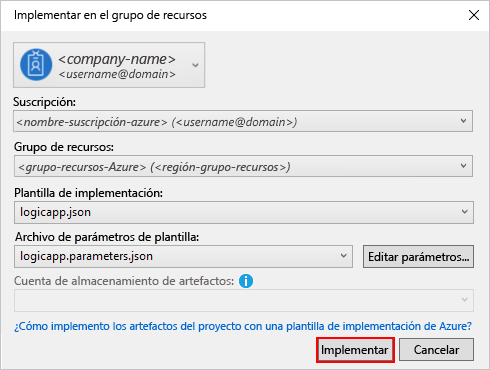 Implementar en el grupo de recursos
<company-name>
<username@domain>
Suscripción:
<nombre-suscripción-azure> (<username@domain>)
Grupo de recursos:
<grupo-recursos-Azure> (<región-grupo-recursos>)
Plantilla de implementación:
logicapp.json
Archivo de parámetros de plantilla:
logicapp.parameters.json
Editar parámetros...
Cuenta de almacenamiento de artefactos:
¿Cómo implemento los artefactos del proyecto con una plantilla de implementación de Azure?
Implementar
Cancelar